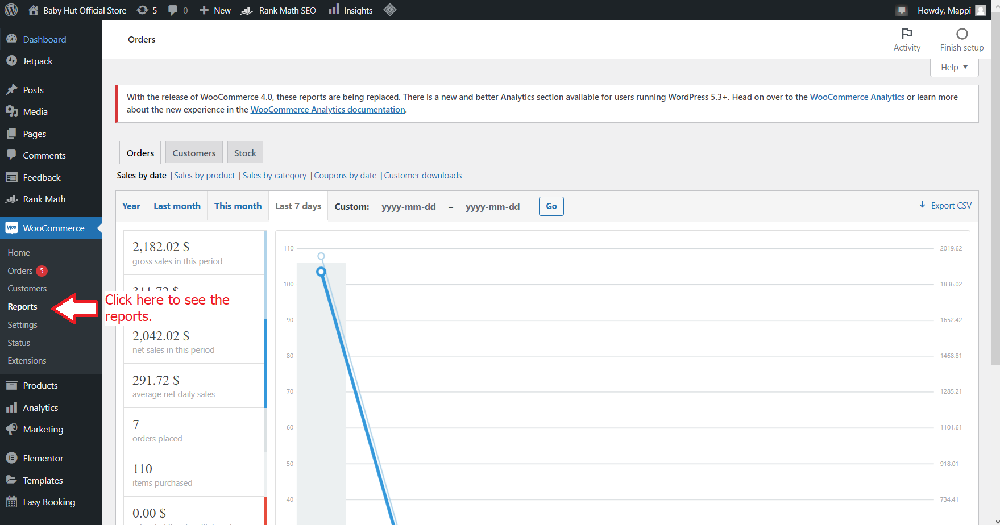 Baby Hut Official Store 5 0 New Rank Math SEO Insights Howdy, Mappi
Dashboard
Jetpack
Posts
Media
Pages
Comments
Feedback
Rank Math
WooCommerce
Home
Orders 5
Customers
Reports
Settings
Status
Extensions
Products
Analytics
Marketing
Elementor
Templates
Easy Booking
Orders
Activity
Finish setup
Help
With the release of WooCommerce 4.0, these reports are being replaced. There is a new and better Analytics section available for users running WordPress 5.3+. Head on over to the WooCommerce Analytics or learn more
about the new experience in the WooCommerce Analytics documentation.
Orders Customers Stock
Sales by date | Sales by product | Sales by category | Coupons by date | Customer downloads
Year Last month This month Last 7 days Custom: yyyy-mm-dd – yyyy-mm-dd Go Export CSV
2,182.02 $
gross sales in this period
311.72 $
Click here to see the
reports.
2,042.02 $
net sales in this period
291.72 $
average net daily sales
7
orders placed
110
items purchased
0.00 $
110 2019.62
100 1836.02
90 1652.42
80 1468.81
70 1285.21
60 1101.61
50 918.01
40 734.41